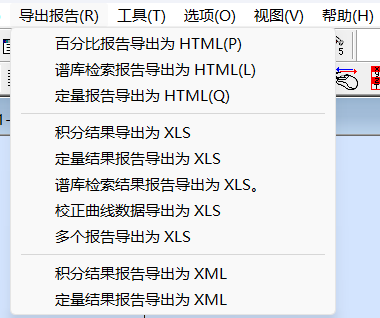 导出报告(R) 工具(T) 选项(O) 视图(V) 帮助(H)
百分比报告导出为 HTML(P)
谱库检索报告导出为 HTML(L)
定量报告导出为 HTML(Q)
积分结果导出为 XLS
定量结果报告导出为 XLS
谱库检索结果报告导出为 XLS。
校正曲线数据导出为 XLS
多个报告导出为 XLS
积分结果报告导出为 XML
定量结果报告导出为 XML
5